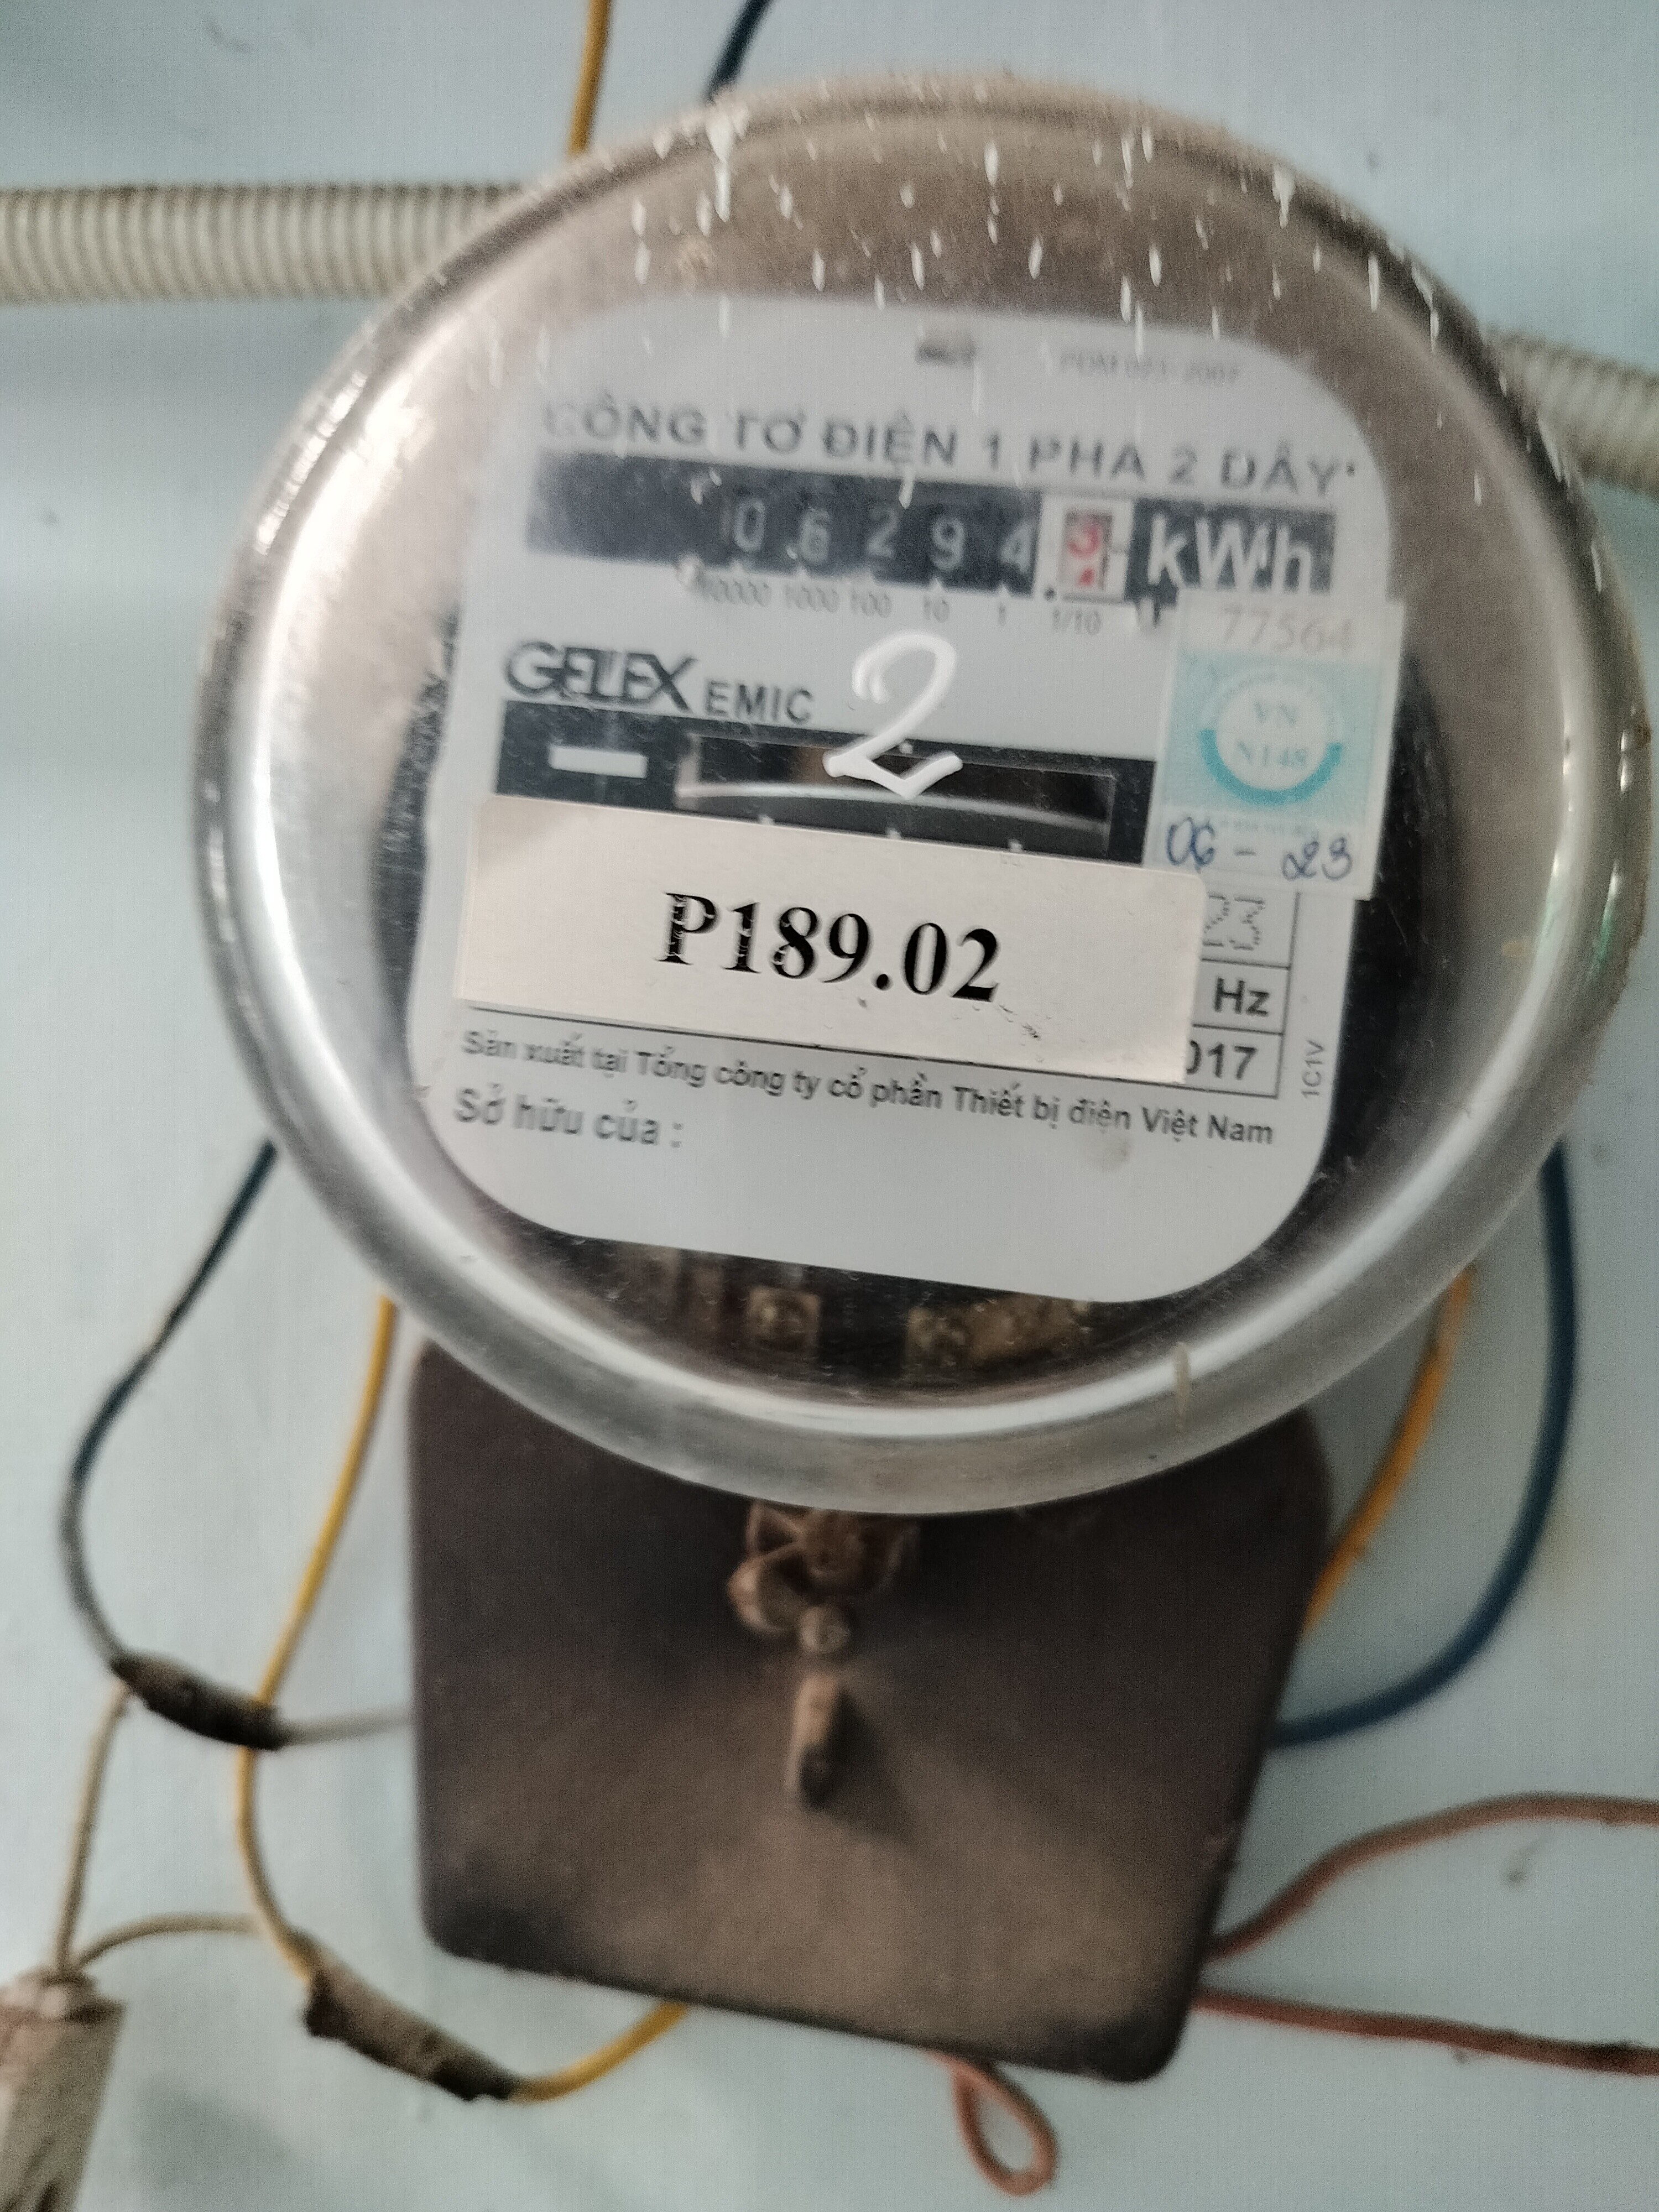 CÔNG TƠ ĐIỆN 1 PHA 2 DÂY
0 6 2 9 4 3 kWh
10000 1000 100 10 1 1/10
77564
GELEX EMIC
2
VN
N148
06 - 23
P189.02
23
Hz
017
1C1V
Sản xuất tại Tổng công ty cổ phần Thiết bị điện Việt Nam
Sở hữu của :